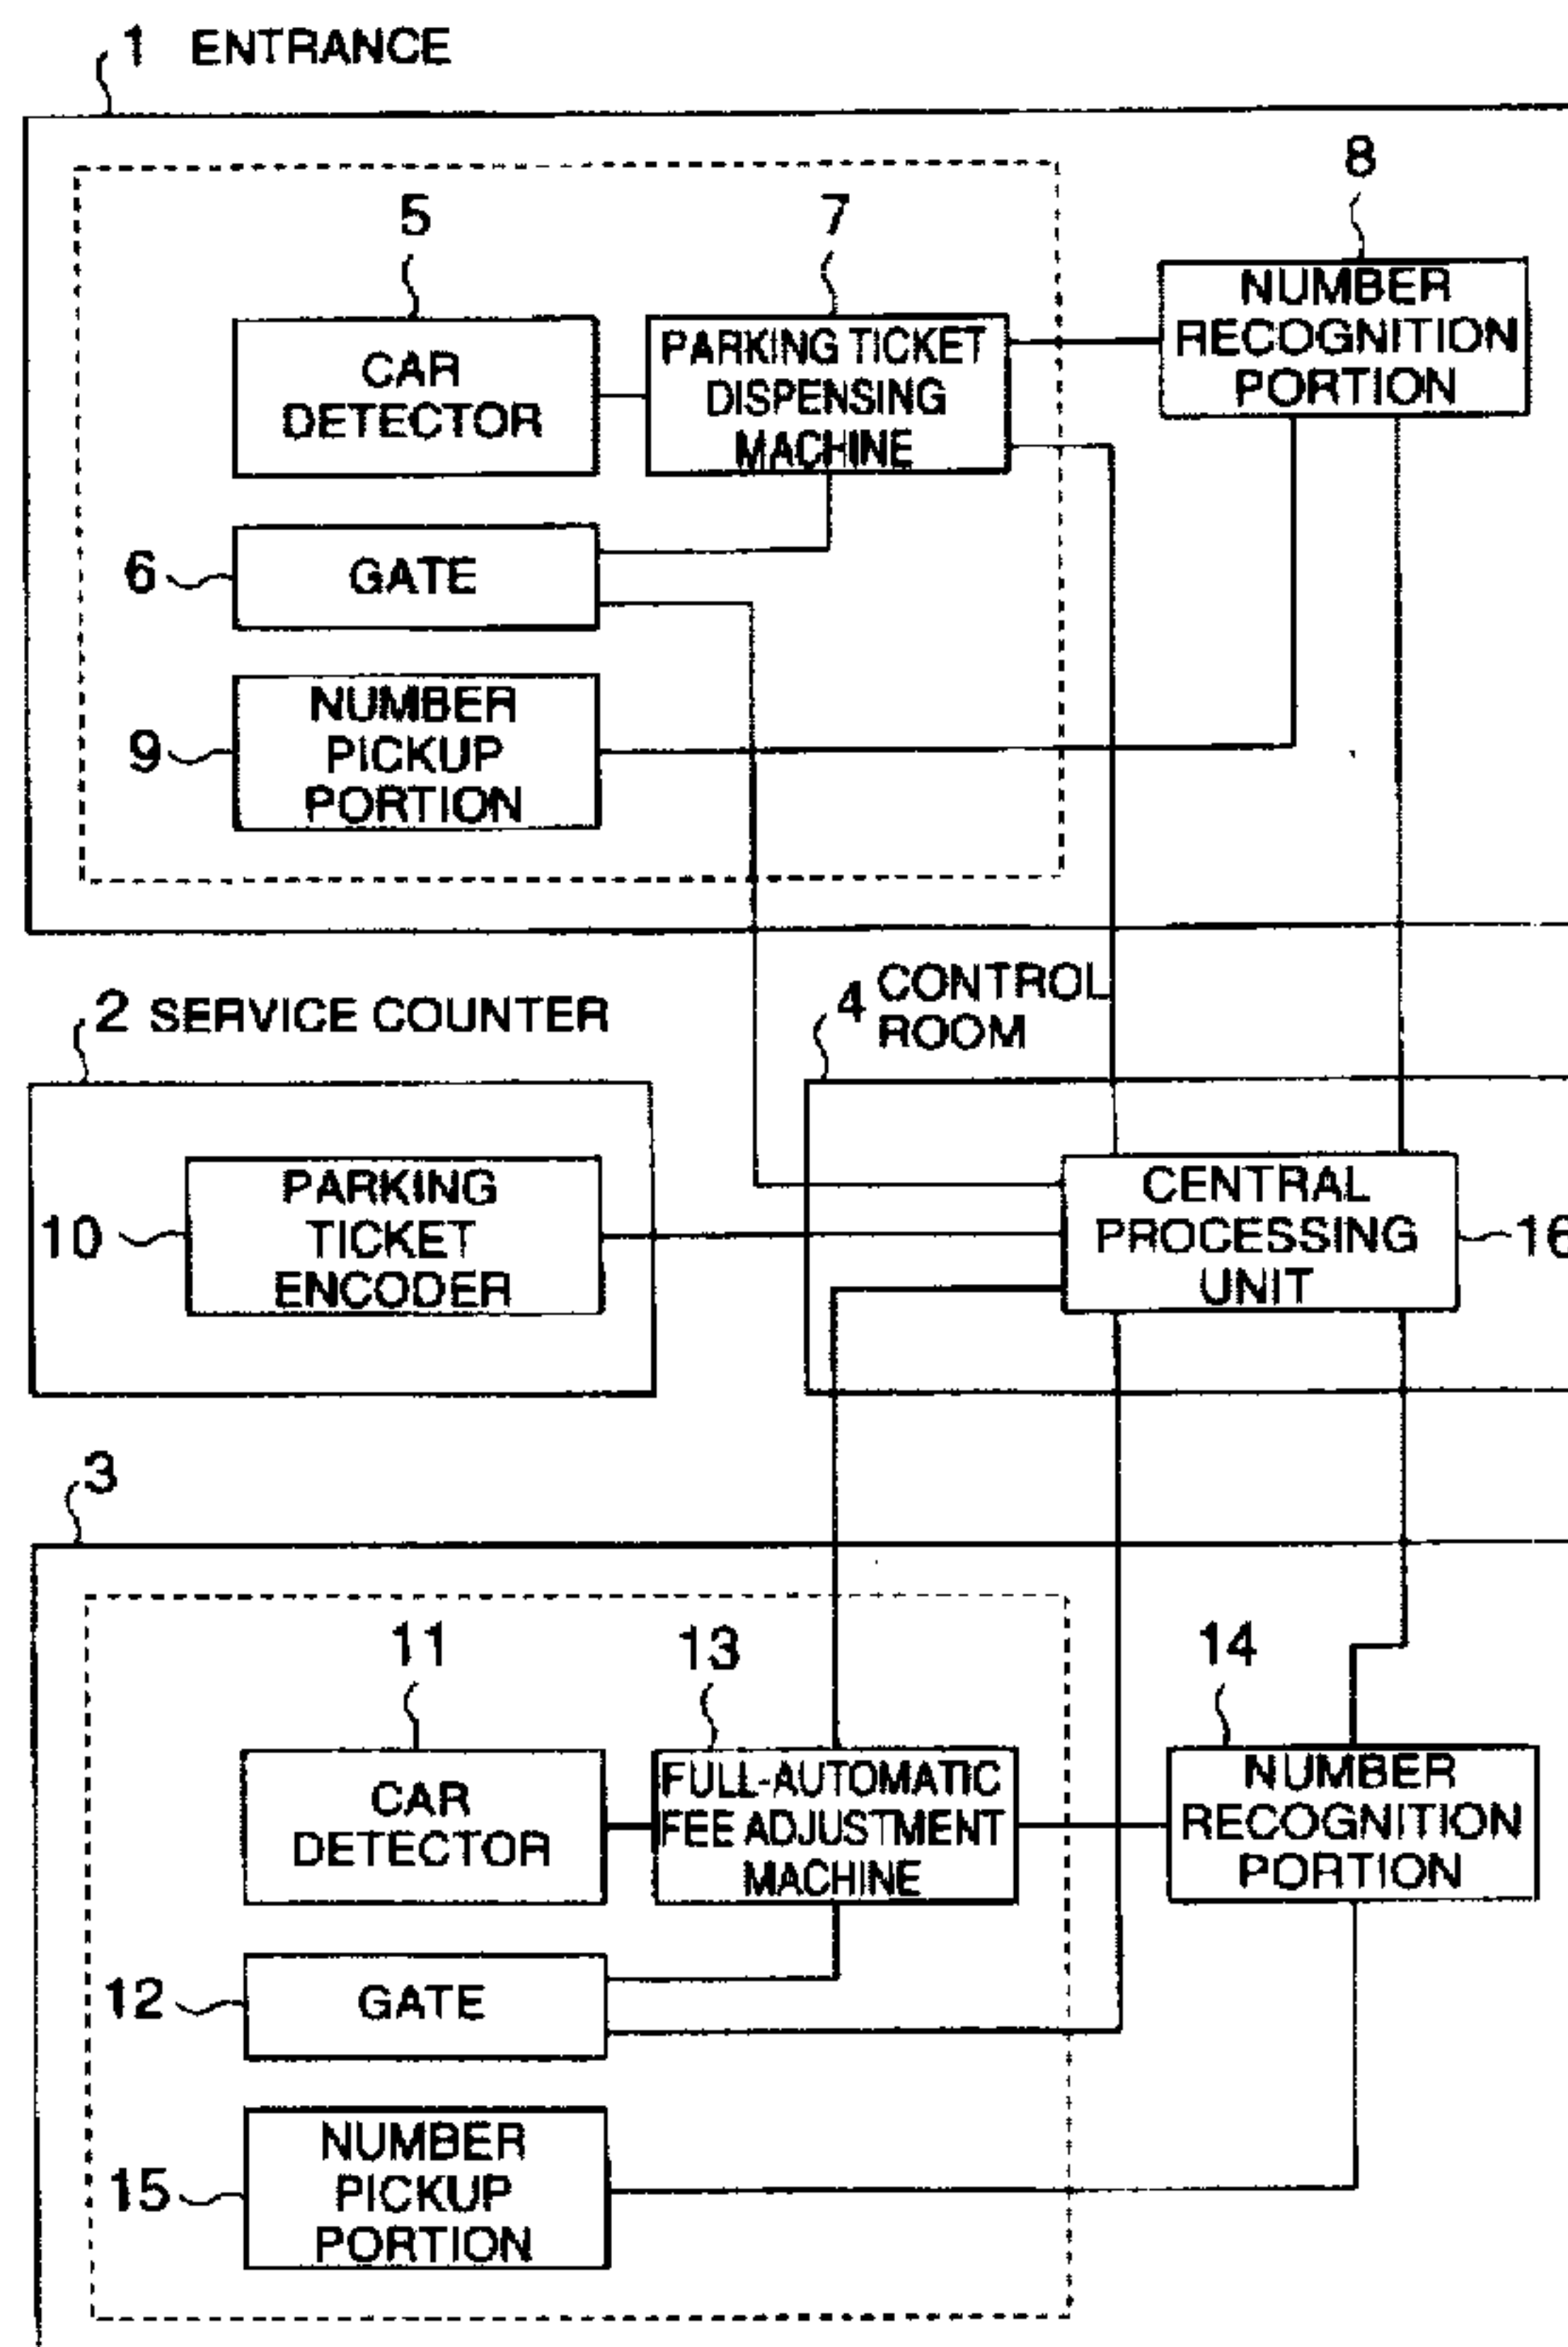 1 ENTRANCE
8
5
7
NUMBER
RECOGNITION
PORTION
CAR
DETECTOR
PARKING TICKET
DISPENSING
MACHINE
6
GATE
9
NUMBER
PICKUP
PORTION
2 SERVICE COUNTER
4 CONTROL
ROOM
10
PARKING
TICKET
ENCODER
CENTRAL
PROCESSING
UNIT
16
3
11
13
14
CAR
DETECTOR
FULL-AUTOMATIC
FEE ADJUSTMENT
MACHINE
NUMBER
RECOGNITION
PORTION
12
GATE
15
NUMBER
PICKUP
PORTION